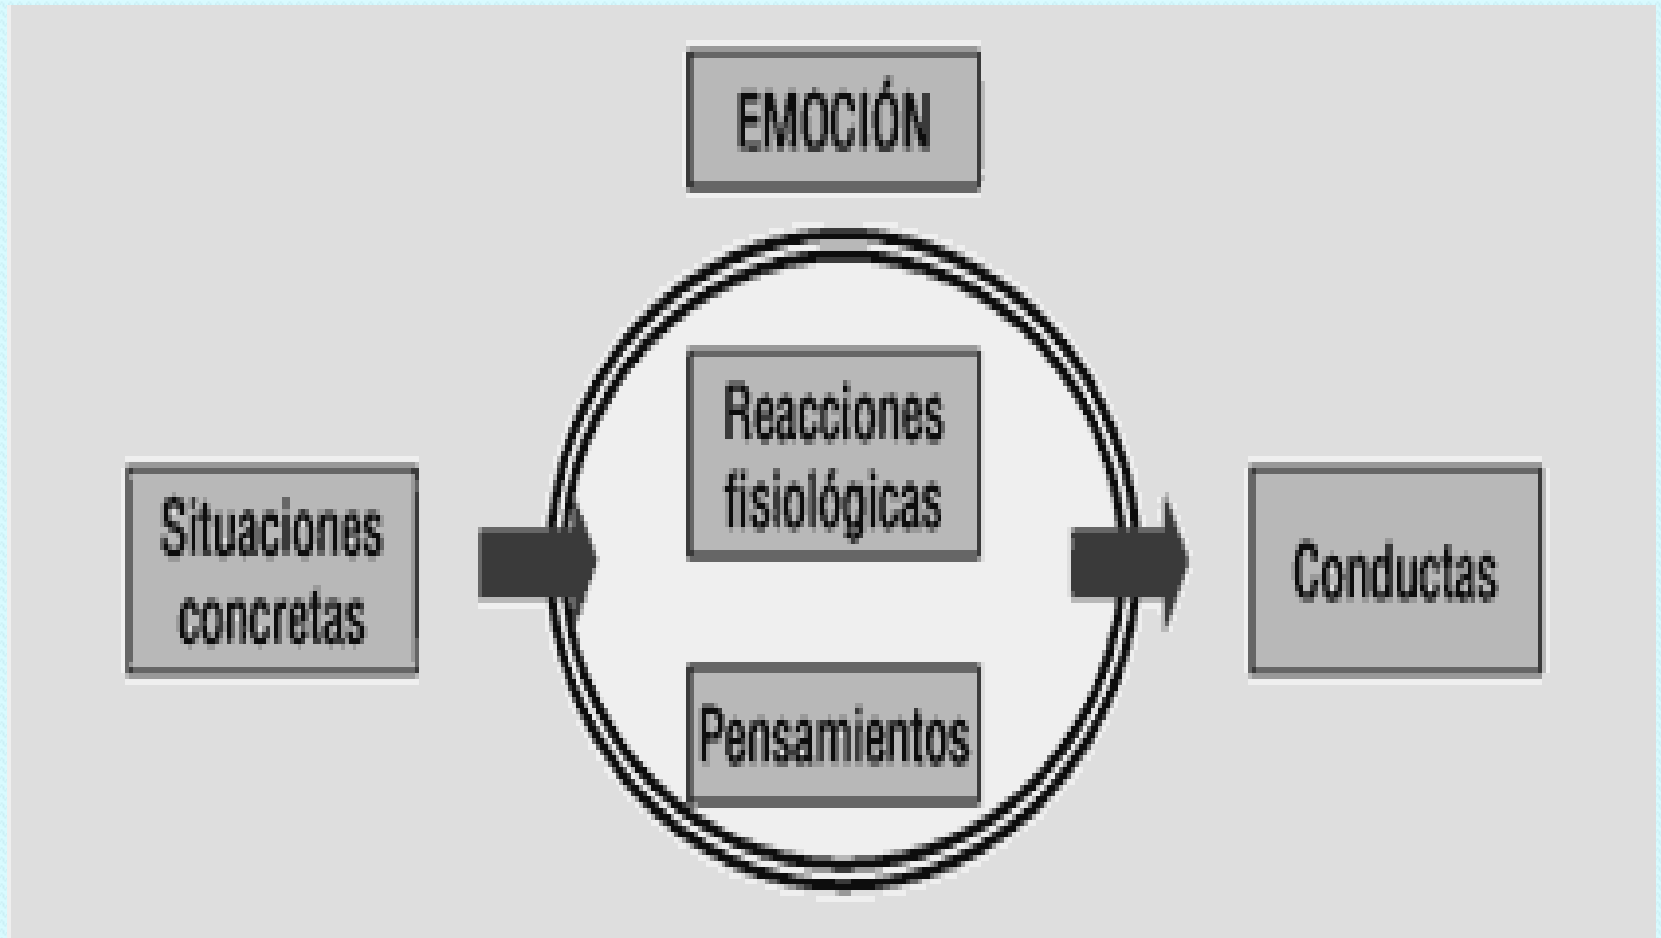 EMOCIÓN
Reacciones
fisiológicas
Situaciones
concretas
Conductas
Pensamientos